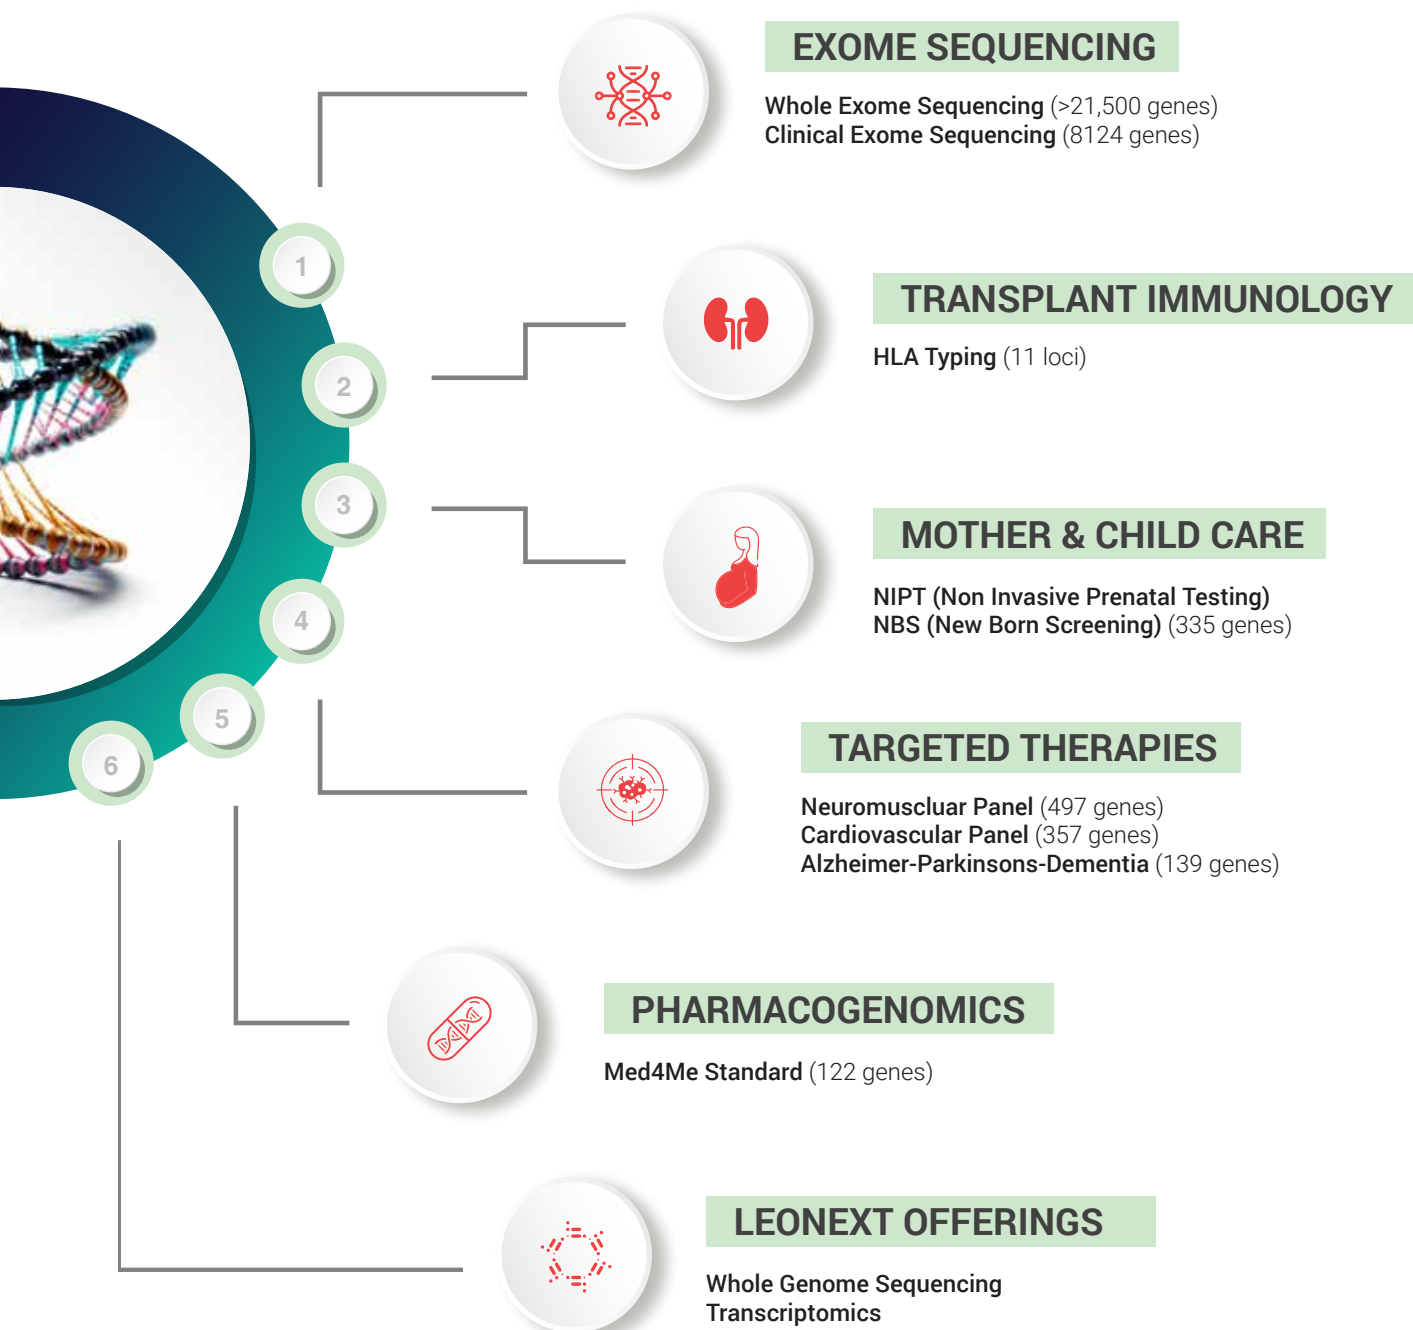 EXOME SEQUENCING
Whole Exome Sequencing (>21,500 genes)
Clinical Exome Sequencing (8124 genes)
1
TRANSPLANT IMMUNOLOGY
HLA Typing (11 loci)
2
3
MOTHER & CHILD CARE
NIPT (Non Invasive Prenatal Testing)
NBS (New Born Screening) (335 genes)
4
5
6
TARGETED THERAPIES
Neuromuscluar Panel (497 genes)
Cardiovascular Panel (357 genes)
Alzheimer-Parkinsons-Dementia (139 genes)
PHARMACOGENOMICS
Med4Me Standard (122 genes)
LEONEXT OFFERINGS
Whole Genome Sequencing
Transcriptomics